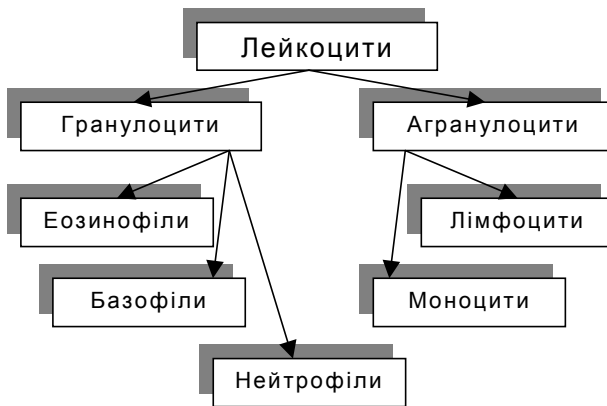 Лейкоцити
Гранулоцити
Агранулоцити
Еозинофіли
Лімфоцити
Базофіли
Моноцити
Нейтрофіли